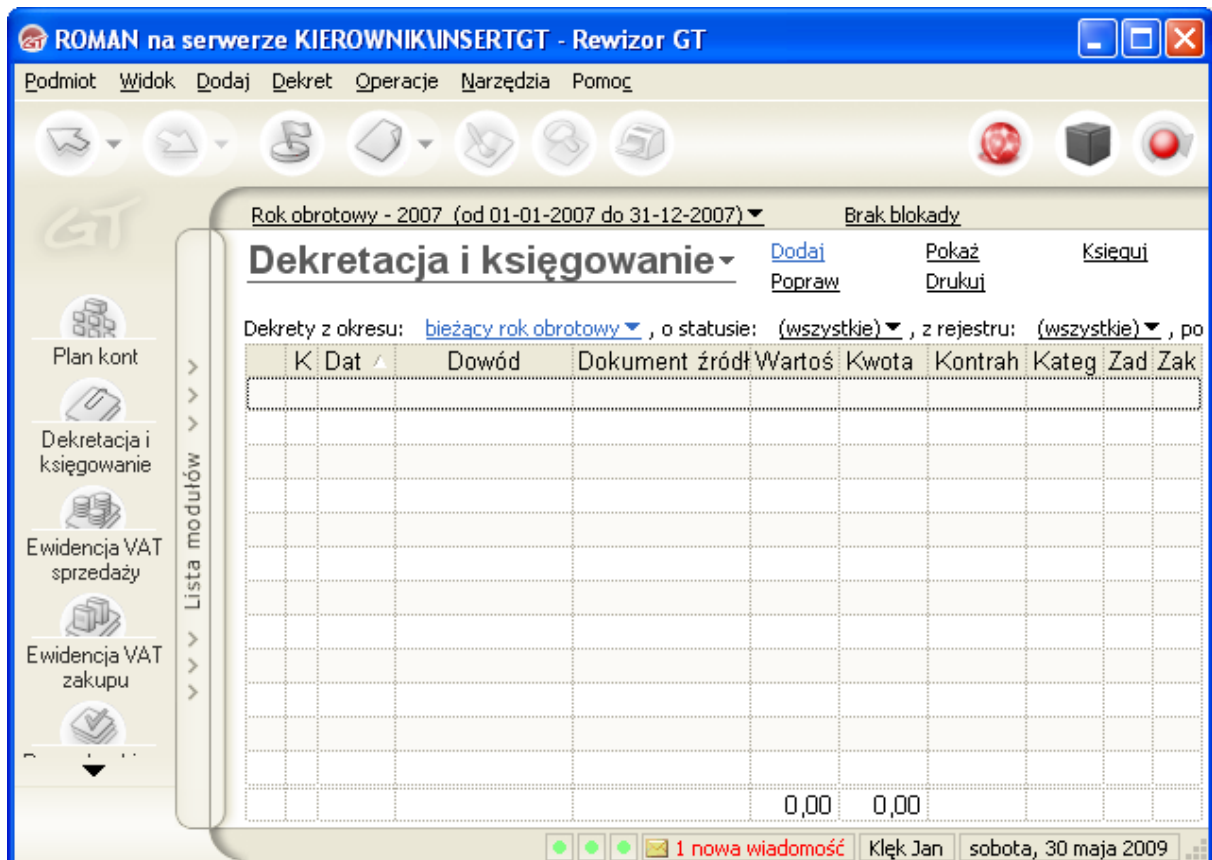 ROMAN na serwerze KIEROWNIK\INSERTGT - Rewizor GT
Podmiot Widok Dodaj Dekret Operacje Narzędzia Pomoc
GT
Rok obrotowy - 2007 (od 01-01-2007 do 31-12-2007) Brak blokady
Dekretacja i księgowanie
Dodaj Pokaż Księguj
Popraw Drukuj
Dekrety z okresu: bieżący rok obrotowy , o statusie: (wszystkie) , z rejestru: (wszystkie) , po
K Dat Dowód Dokument źródł Wartoś Kwota Kontrah Kateg Zad Zak
Plan kont
Dekretacja i
księgowanie
Ewidencja VAT
sprzedaży
Ewidencja VAT
zakupu
Lista modułów
0,00 0,00
1 nowa wiadomość Klęk Jan sobota, 30 maja 2009